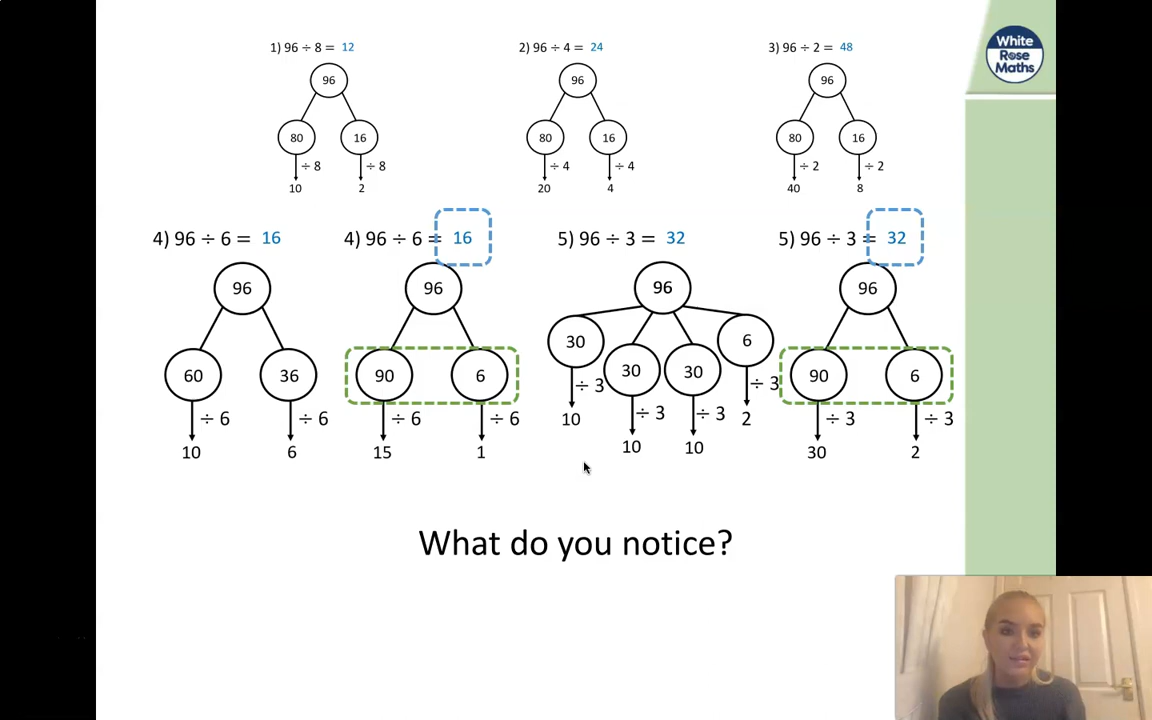 1) 96 ÷ 8 = 12
2) 96 ÷ 4 = 24
3) 96 ÷ 2 = 48
White
Rose
Maths
96
96
96
80 16
80 16
80 16
÷ 8 ÷ 8
÷ 4 ÷ 4
÷ 2 ÷ 2
10 2
20 4
40 8
4) 96 ÷ 6 = 16
4) 96 ÷ 6 = 16
5) 96 ÷ 3 = 32
5) 96 ÷ 3 = 32
96
96
96
96
60 36
90 6
30 30 30 6
90 6
÷ 6 ÷ 6
÷ 6 ÷ 6
÷ 3 ÷ 3 ÷ 3 ÷ 3
÷ 3 ÷ 3
10 6
15 1
10 10 10 2
30 2
What do you notice?